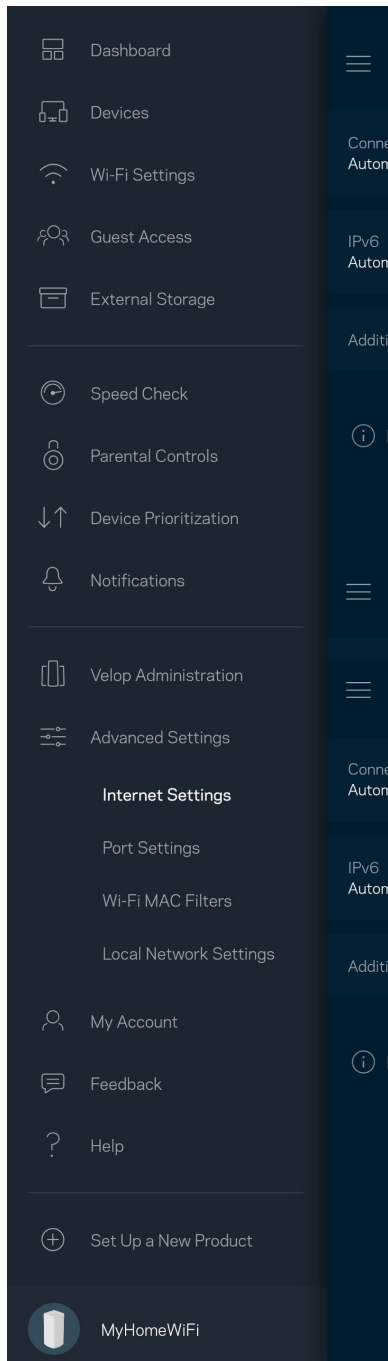 Dashboard
Devices
Wi-Fi Settings
Guest Access
External Storage
Speed Check
Parental Controls
Device Prioritization
Notifications
Velop Administration
Advanced Settings
Internet Settings
Port Settings
Wi-Fi MAC Filters
Local Network Settings
My Account
Feedback
Help
Set Up a New Product
MyHomeWiFi
IPv6
IPv6